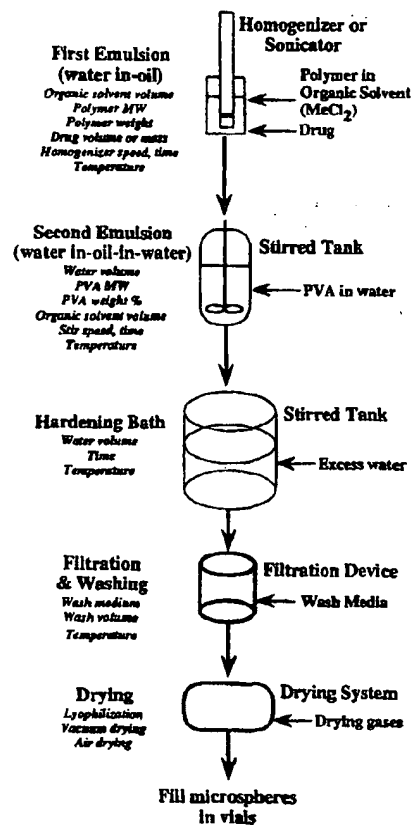 Homogenizer or
Sonicator
First Emulsion
(water in-oil)
Organic solvent volume
Polymer MW
Polymer weight
Drug volume or mass
Homogenizer speed, time
Temperature
Polymer in
Organic Solvent
(MeCl2)
Drug
Second Emulsion
(water in-oil-in-water)
Water volume
PVA MW
PVA weight %
Organic solvent volume
Stir speed, time
Temperature
Stirred Tank
PVA in water
Hardening Bath
Water volume
Time
Temperature
Stirred Tank
Excess water
Filtration
& Washing
Wash medium
Wash volume
Temperature
Filtration Device
Wash Media
Drying
Lyophilization
Vacuum drying
Air drying
Drying System
Drying gases
Fill microspheres
in vials